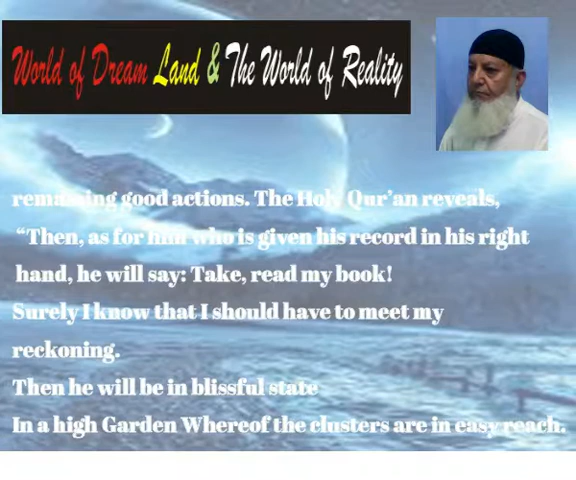 World of Dream Land & The World of Reality
remaining good actions. The Holy Qur'an reveals,
“Then, as for him who is given his record in his right
hand, he will say: Take, read my book!
Surely I know that I should have to meet my
reckoning.
Then he will be in blissful state
In a high Garden Whereof the clusters are in easy reach.